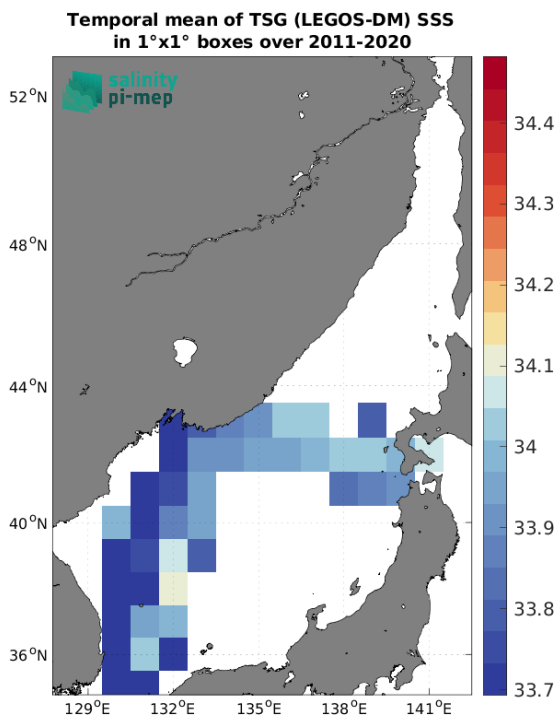 Temporal mean of TSG (LEGOS-DM) SSS
in 1°x1° boxes over 2011-2020
salinity
pi-mep
52°N
48°N
44°N
40°N
36°N
129°E
132°E
135°E
138°E
141°E
34.4
34.3
34.2
34.1
34
33.9
33.8
33.7